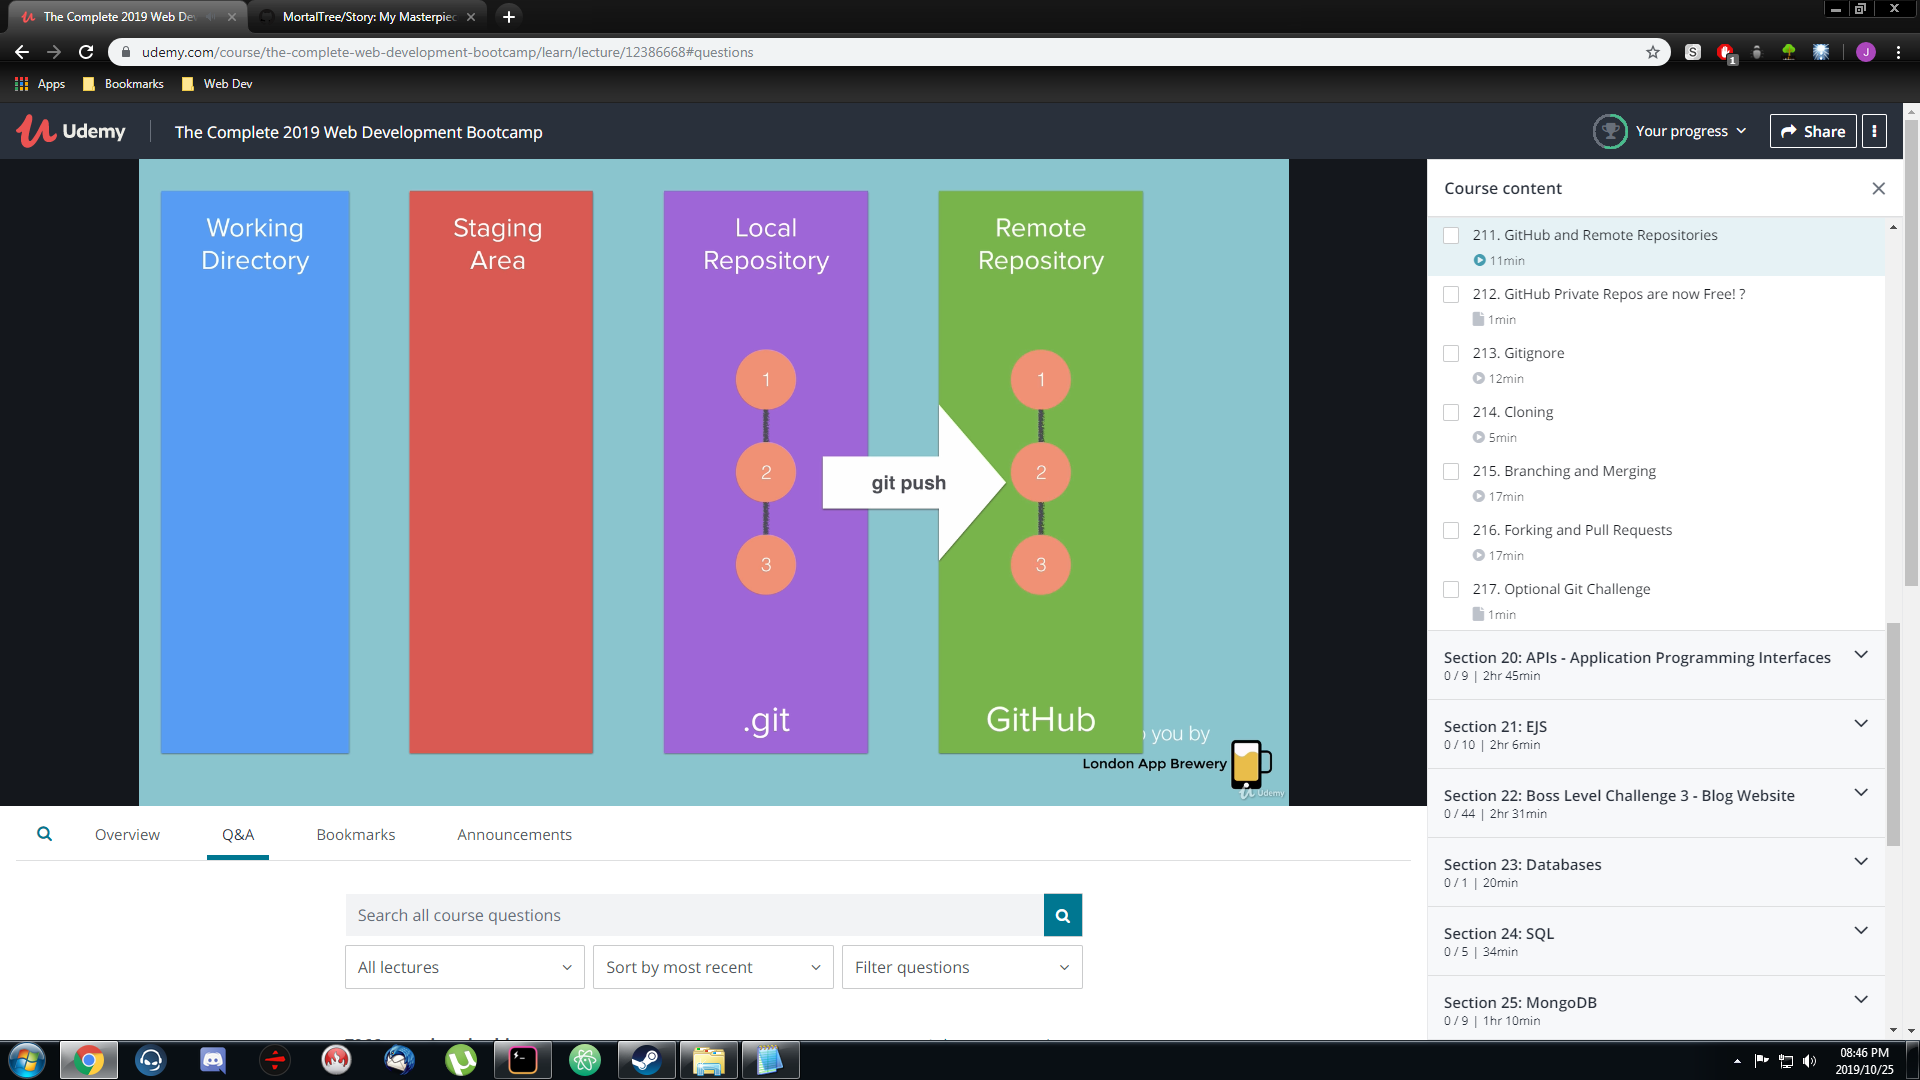 The Complete 2019 Web De
MortalTree/Story: My Masterpiec
udemy.com/course/the-complete-web-development-bootcamp/learn/lecture/12386668#questions
S
1
J
Apps
Bookmarks
Web Dev
Udemy
The Complete 2019 Web Development Bootcamp
Your progress
Share
Working
Directory
Staging
Area
Local
Repository
1
2
3
.git
git push
Remote
Repository
1
2
3
GitHub
you by
London App Brewery
Udemy
Course content
211. GitHub and Remote Repositories
11min
212. GitHub Private Repos are now Free! ?
1min
213. Gitignore
12min
214. Cloning
5min
215. Branching and Merging
17min
216. Forking and Pull Requests
17min
217. Optional Git Challenge
1min
Section 20: APIs - Application Programming Interfaces
0 / 9 | 2hr 45min
Section 21: EJS
0 / 10 | 2hr 6min
Section 22: Boss Level Challenge 3 - Blog Website
0 / 44 | 2hr 31min
Section 23: Databases
0 / 1 | 20min
Section 24: SQL
0 / 5 | 34min
Section 25: MongoDB
0 / 9 | 1hr 10min
Overview
Q&A
Bookmarks
Announcements
Search all course questions
All lectures
Sort by most recent
Filter questions
08:46 PM
2019/10/25